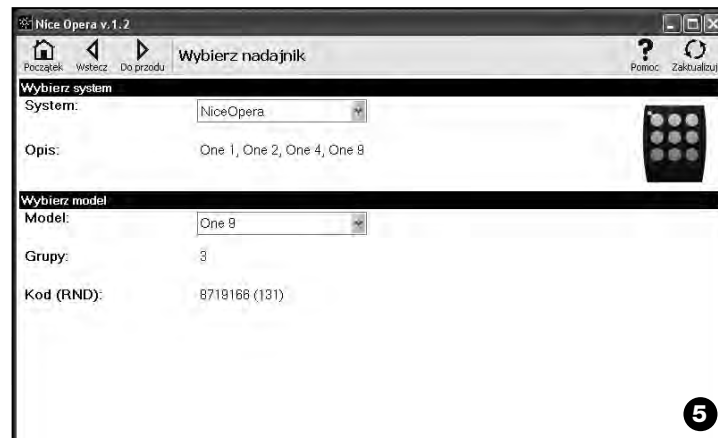 Nice Opera v.1.2
Początek Wstecz Do przodu Wybierz nadajnik Pomoc Zaktualizuj
Wybierz system
System: NiceOpera
Opis: One 1, One 2, One 4, One 9
Wybierz model
Model: One 9
Grupy: 3
Kod (RND): 8719166 (131)
5